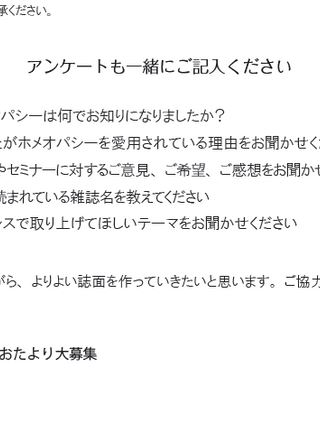 承ください。
アンケートも一緒にご記入ください
パシーは何でお知りになりましたか？
がホメオパシーを愛用されている理由をお聞かせく
やセミナーに対するご意見、ご希望、ご感想をお聞か
読まれている雑誌名を教えてください
スで取り上げてほしいテーマをお聞かせください
がら、よりよい誌面を作っていきたいと思います。ご協
おたより大募集